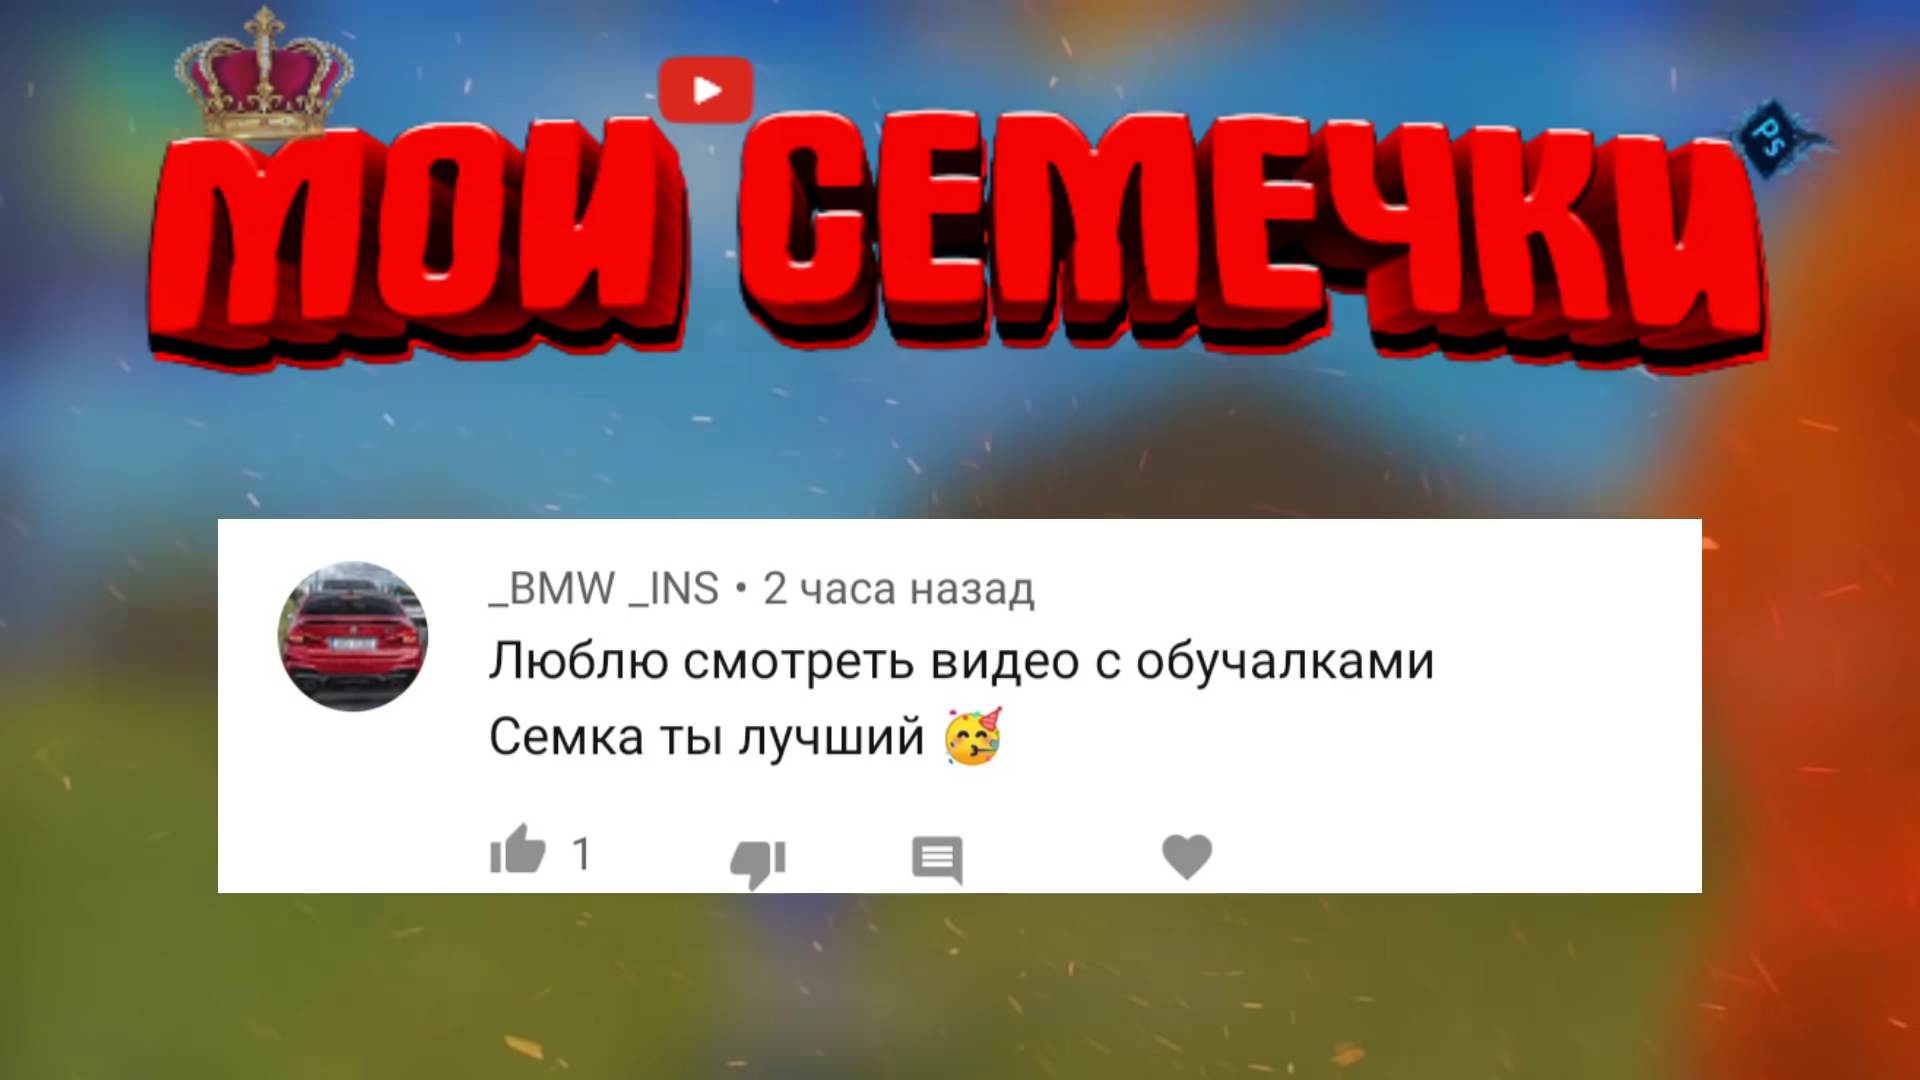 МОИ СЕМЕЧКИ
Ps
_BMW _INS • 2 часа назад
Люблю смотреть видео с обучалками
Семка ты лучший 🥳
1